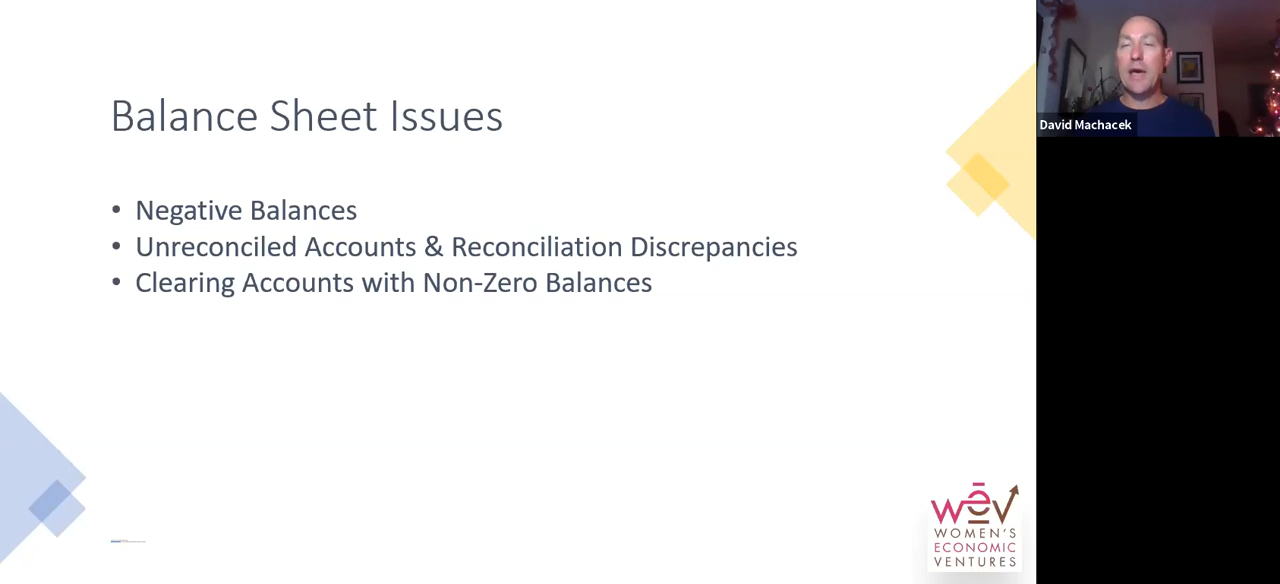 Balance Sheet Issues
• Negative Balances
• Unreconciled Accounts & Reconciliation Discrepancies
• Clearing Accounts with Non-Zero Balances
David Machacek
wev
WOMEN'S
ECONOMIC
VENTURES